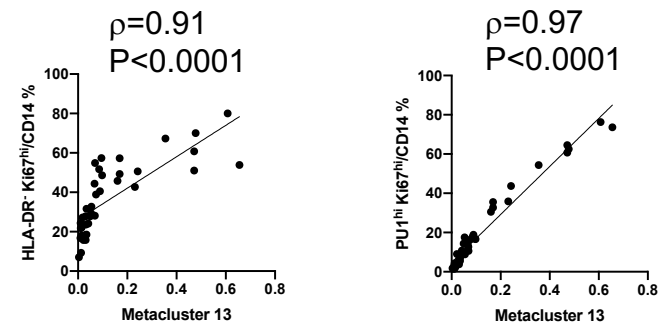 ρ=0.91
P<0.0001
HLA-DR⁻ Ki67ʰⁱ/CD14 %
100
80
60
40
20
0
0.0 0.2 0.4 0.6 0.8
Metacluster 13
ρ=0.97
P<0.0001
PU1ʰⁱ Ki67ʰⁱ/CD14 %
100
80
60
40
20
0
0.0 0.2 0.4 0.6 0.8
Metacluster 13